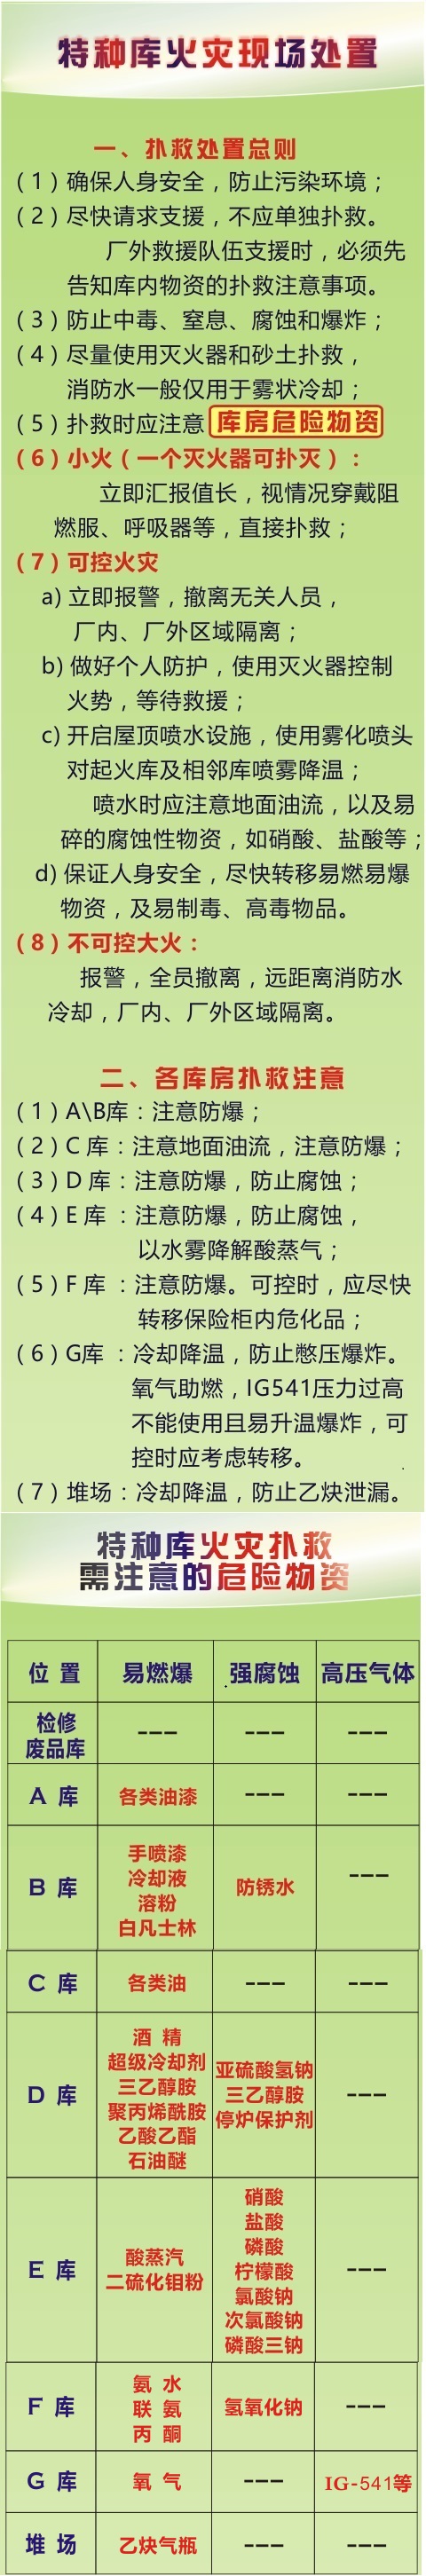 特种库火灾现场处置
一、扑救处置总则
（1）确保人身安全，防止污染环境；
（2）尽快请求支援，不应单独扑救。
厂外救援队伍支援时，必须先
告知库内物资的扑救注意事项。
（3）防止中毒、窒息、腐蚀和爆炸；
（4）尽量使用灭火器和砂土扑救，
消防水一般仅用于雾状冷却；
（5）扑救时应注意 库房危险物资
（6）小火（一个灭火器可扑灭）：
立即汇报值长，视情况穿戴阻
燃服、呼吸器等，直接扑救；
（7）可控火灾
a) 立即报警，撤离无关人员，
厂内、厂外区域隔离；
b) 做好个人防护，使用灭火器控制
火势，等待救援；
c) 开启屋顶喷水设施，使用雾化喷头
对起火库及相邻库喷雾降温；
喷水时应注意地面油流，以及易
碎的腐蚀性物资，如硝酸、盐酸等；
d) 保证人身安全，尽快转移易燃易爆
物资，及易制毒、高毒物品。
（8）不可控大火：
报警，全员撤离，远距离消防水
冷却，厂内、厂外区域隔离。
二、各库房扑救注意
（1）A\B库：注意防爆；
（2）C 库：注意地面油流，注意防爆；
（3）D 库：注意防爆，防止腐蚀；
（4）E 库 ：注意防爆，防止腐蚀，
以水雾降解酸蒸气；
（5）F 库 ：注意防爆。可控时，应尽快
转移保险柜内危化品；
（6）G库 ：冷却降温，防止憋压爆炸。
氧气助燃，IG541压力过高
不能使用且易升温爆炸，可
控时应考虑转移。
（7）堆场：冷却降温，防止乙炔泄漏。
特种库火灾扑救
需注意的危险物资
位 置 易燃爆 强腐蚀 高压气体
检修
废品库 --- --- ---
A 库 各类油漆 --- ---
B 库
手喷漆
冷却液
溶粉
白凡士林
防锈水
---
C 库 各类油 --- ---
D 库
酒 精
超级冷却剂
三乙醇胺
聚丙烯酰胺
乙酸乙酯
石油醚
亚硫酸氢钠
三乙醇胺
停炉保护剂
---
E 库
酸蒸汽
二硫化钼粉
硝酸
盐酸
磷酸
柠檬酸
氯酸钠
次氯酸钠
磷酸三钠
---
F 库
氨 水
联 氨
丙 酮
氢氧化钠
---
G 库 氧 气 --- IG-541等
堆 场 乙炔气瓶 --- ---